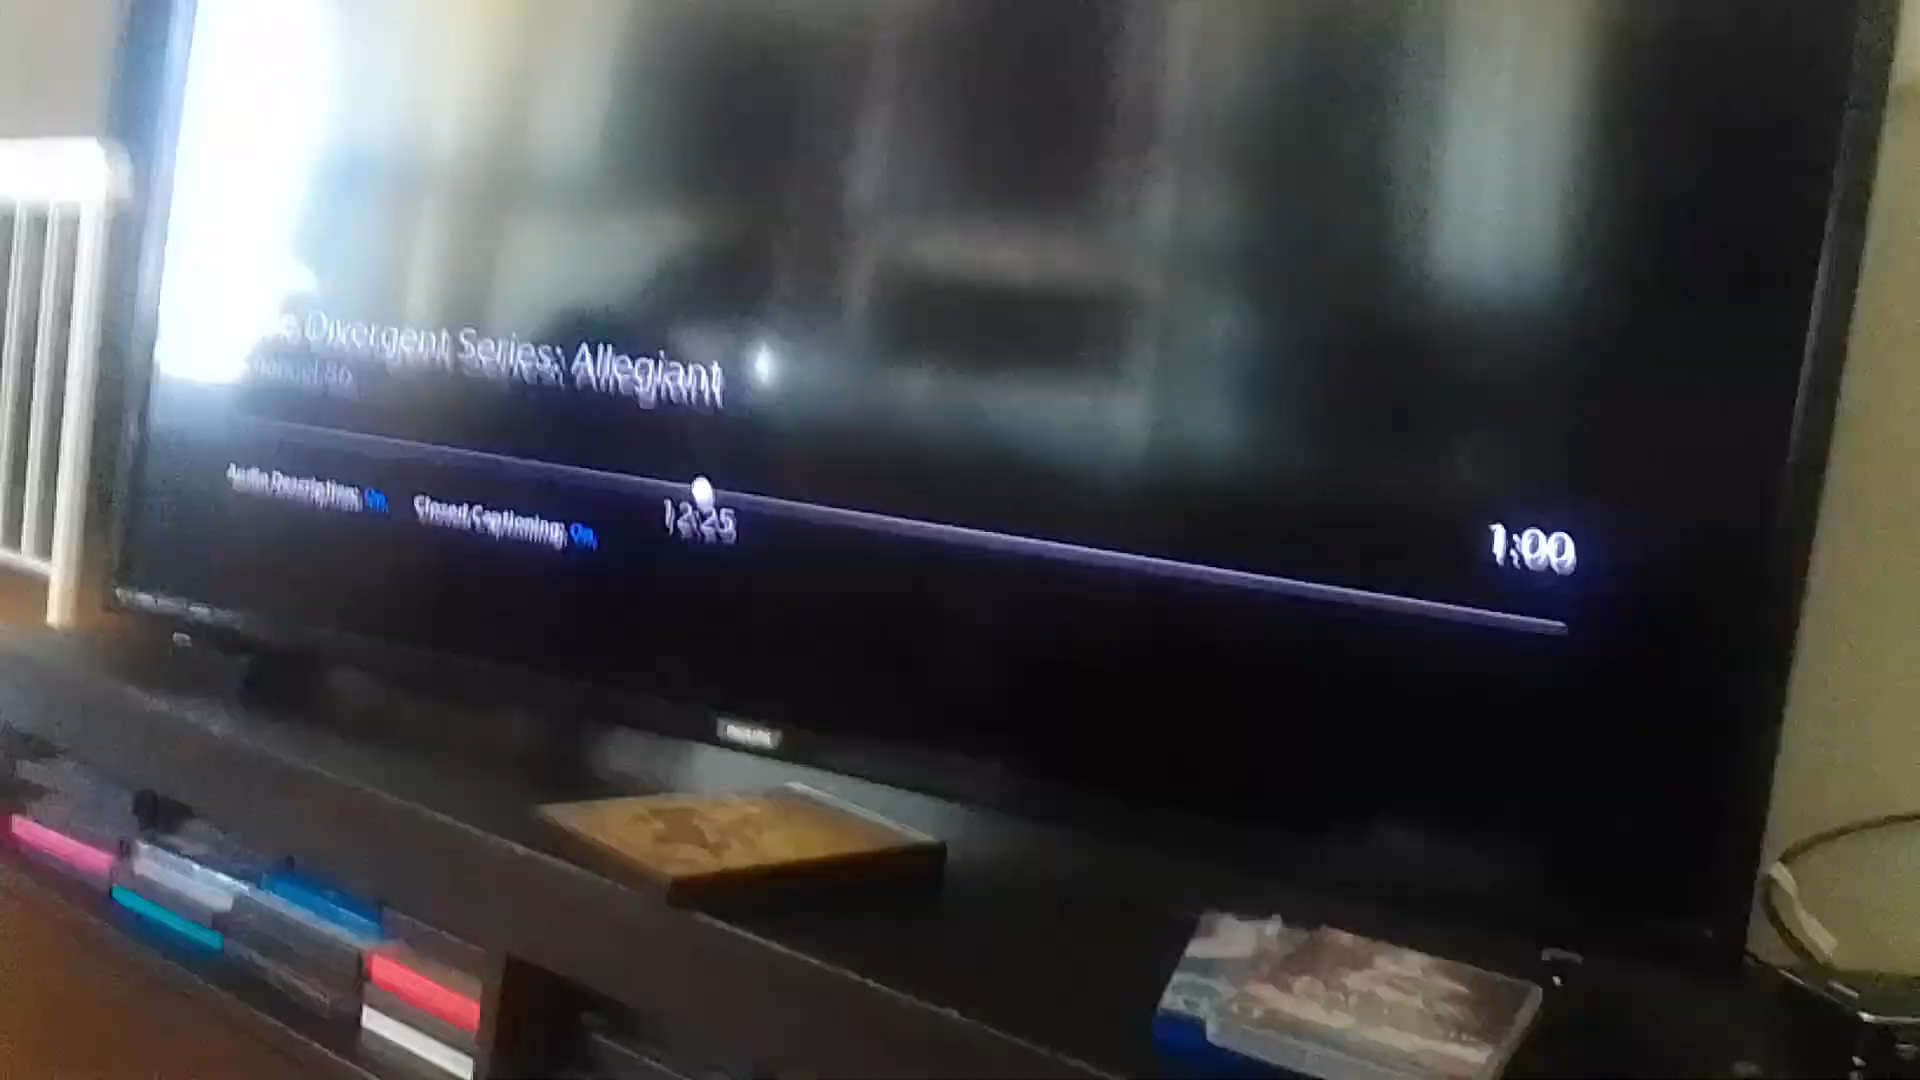 Divergent Series: Allegiant
12:25
1:00
Audio Description: On Closed Captioning: On